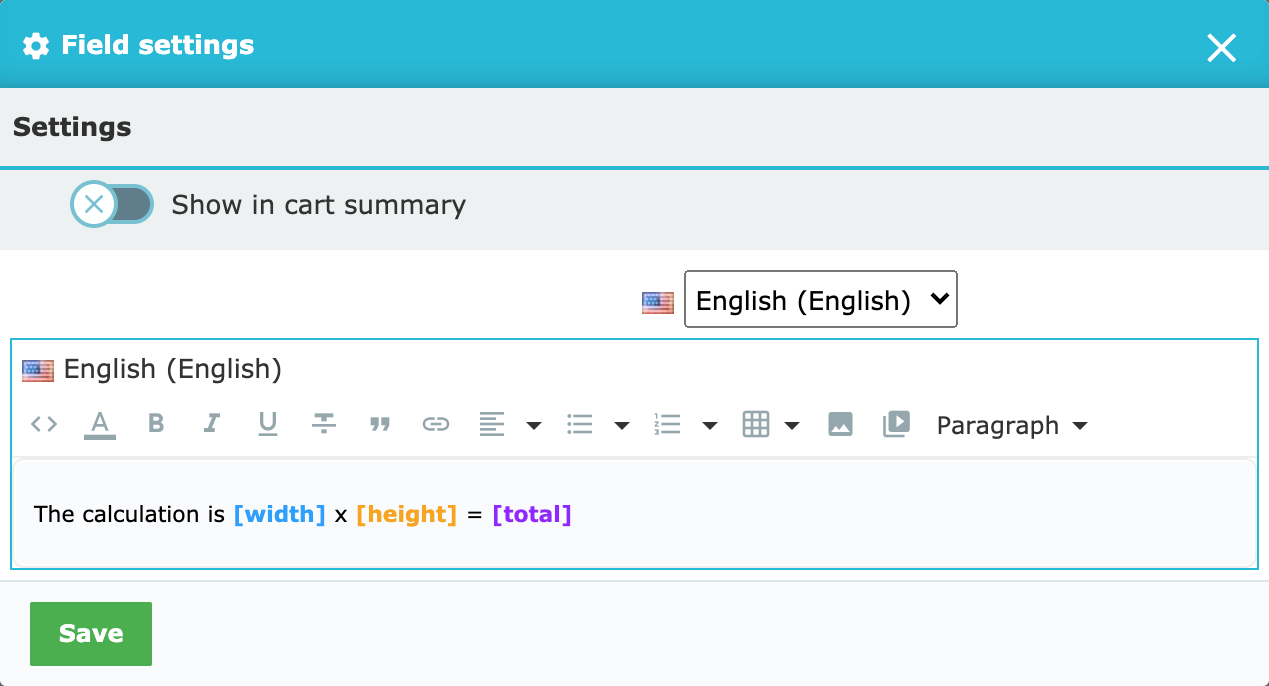 Field settings
Settings
Show in cart summary
English (English)
English (English)
Paragraph
The calculation is [width] x [height] = [total]
Save